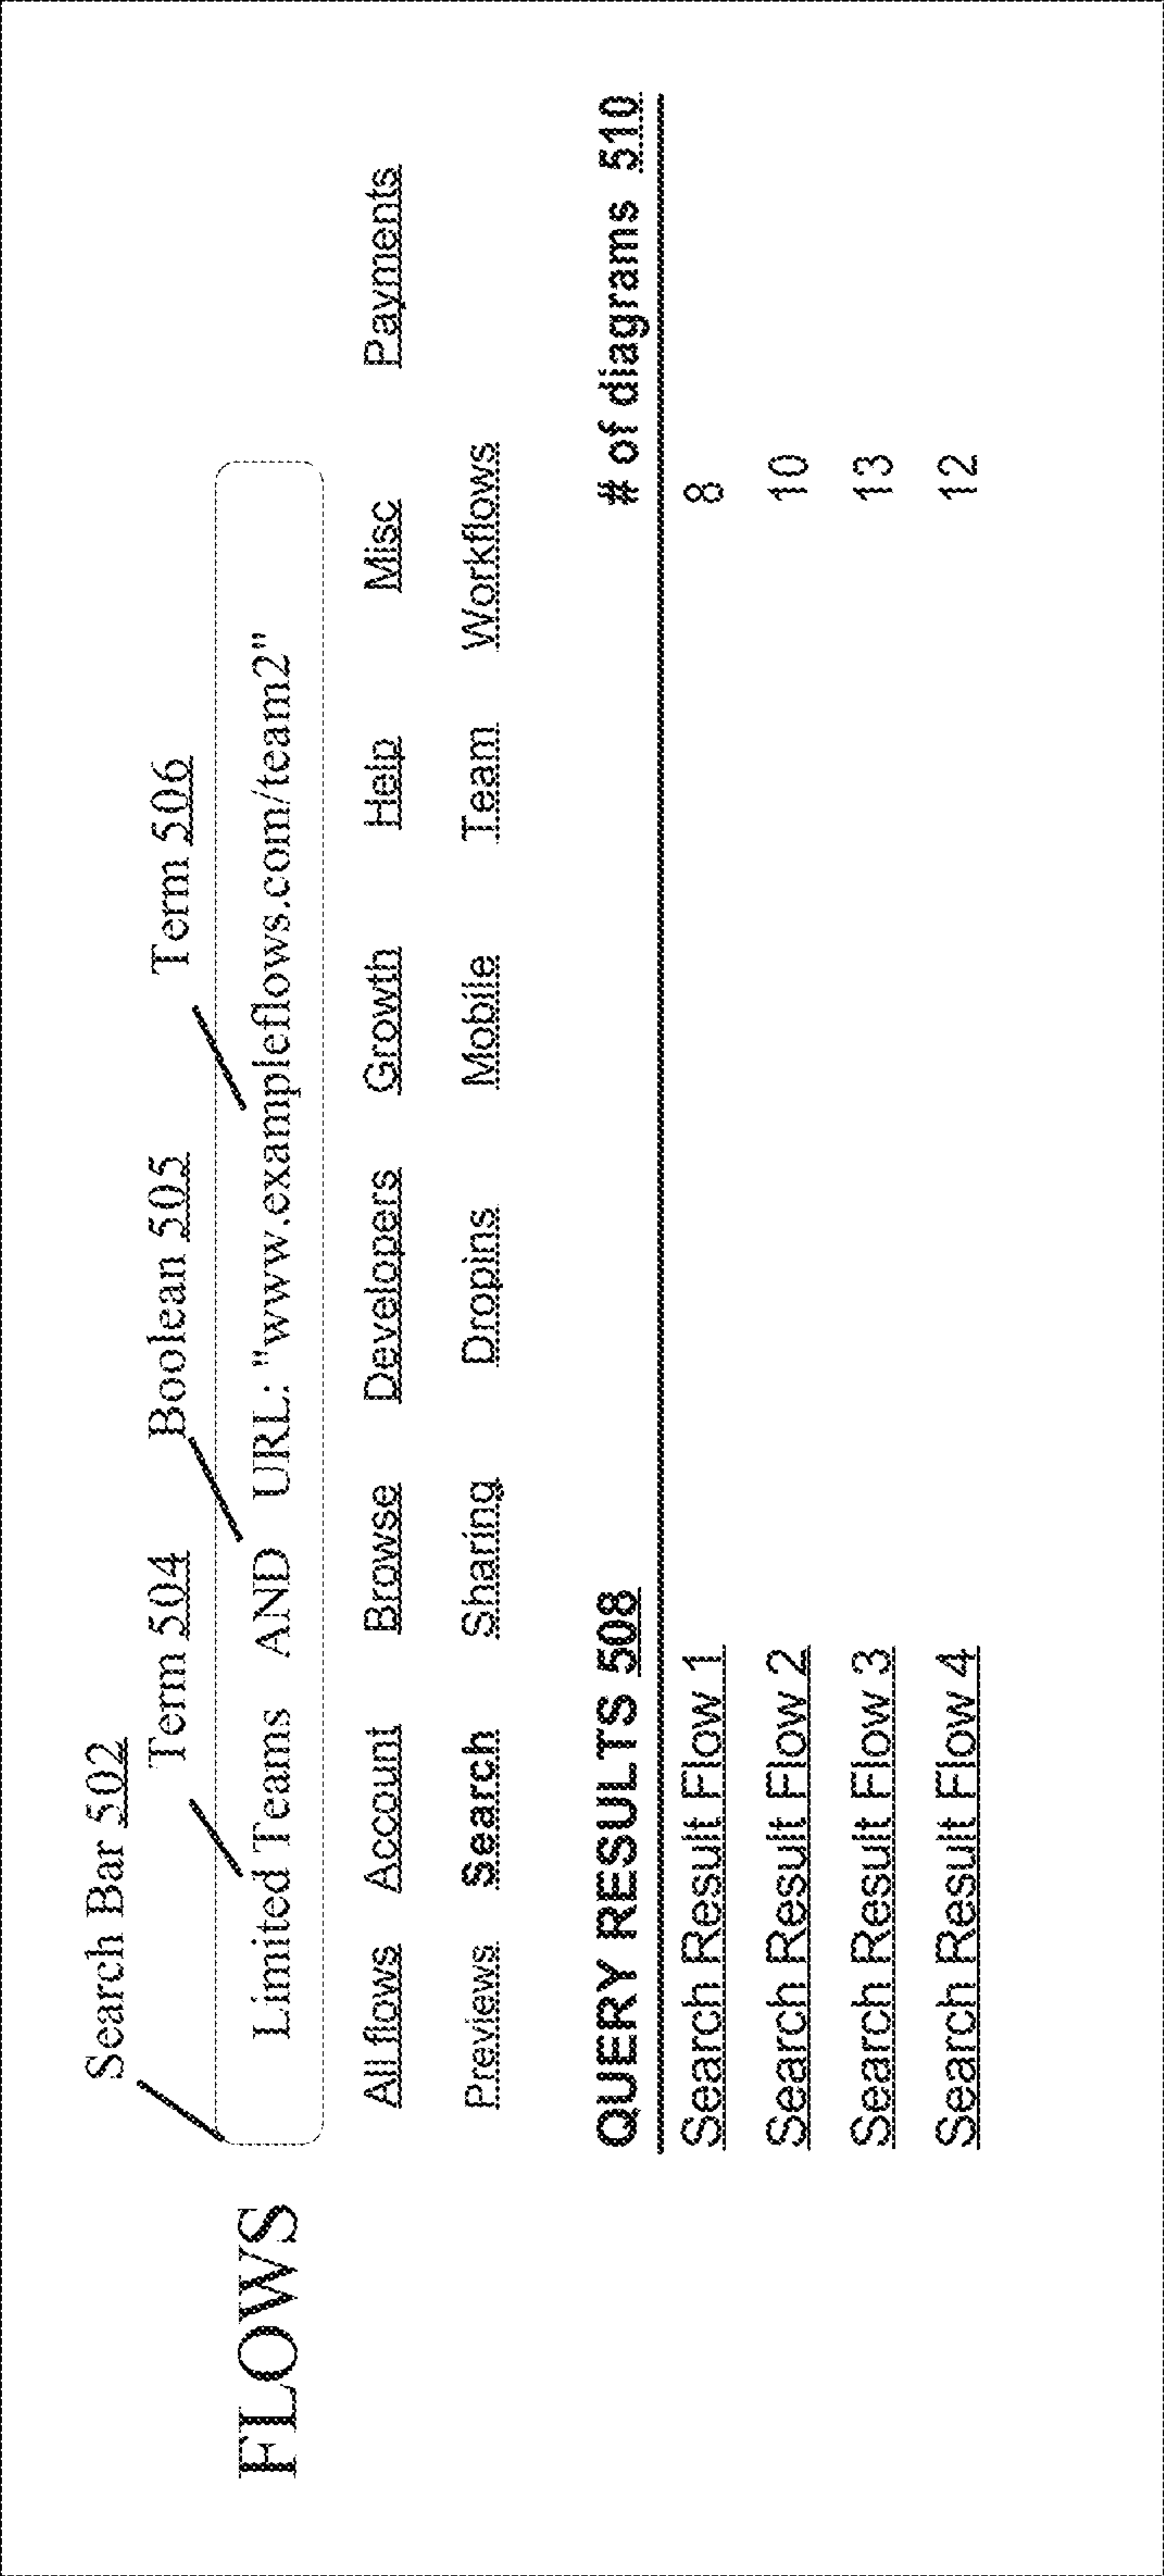 Search Bar 502
Term 504 Boolean 505 Term 506
FLOWS Limited Teams AND URL: "www.exampleflows.com/team2"
All flows Account Browse Developers Growth Help Misc Payments
Previews Search Sharing Dropins Mobile Team Workflows
QUERY RESULTS 508 # of diagrams 510
Search Result Flow 1 8
Search Result Flow 2 10
Search Result Flow 3 13
Search Result Flow 4 12